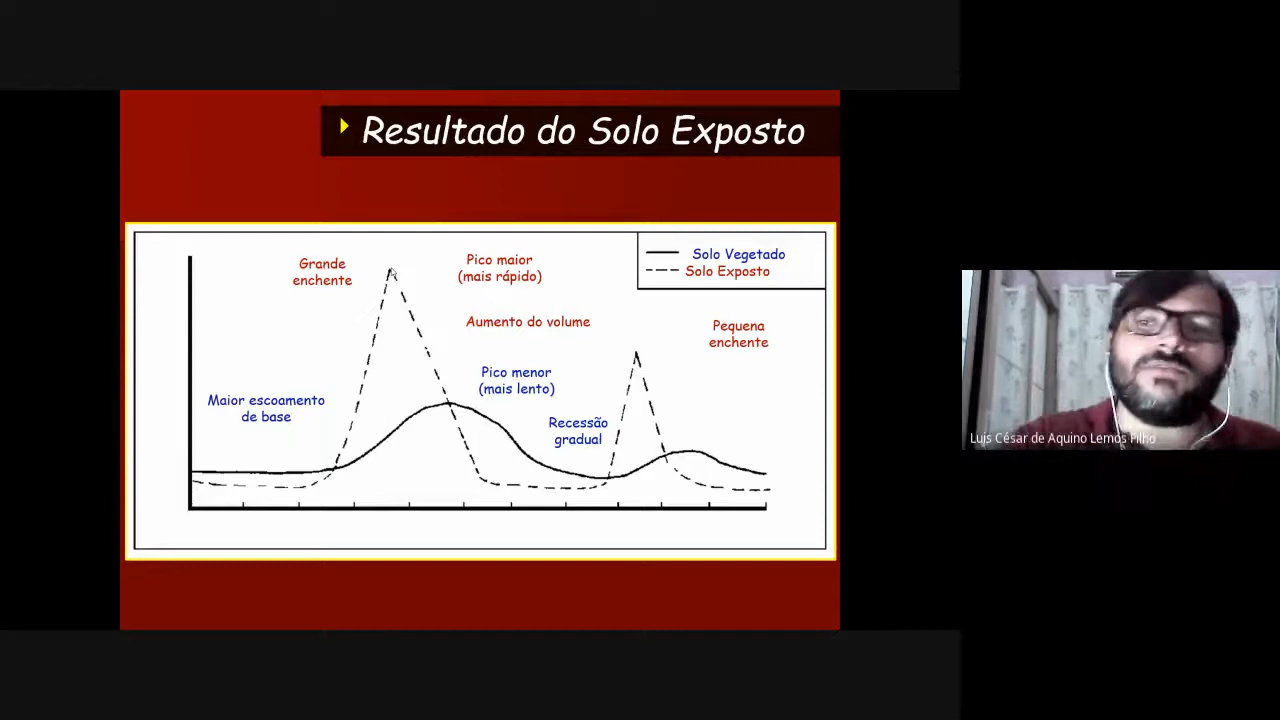 Resultado do Solo Exposto
Grande
enchente
Pico maior
(mais rápido)
Solo Vegetado
Solo Exposto
Aumento do volume
Pequena
enchente
Pico menor
(mais lento)
Maior escoamento
de base
Recessão
gradual
Luis César de Aquino Lemos Filho